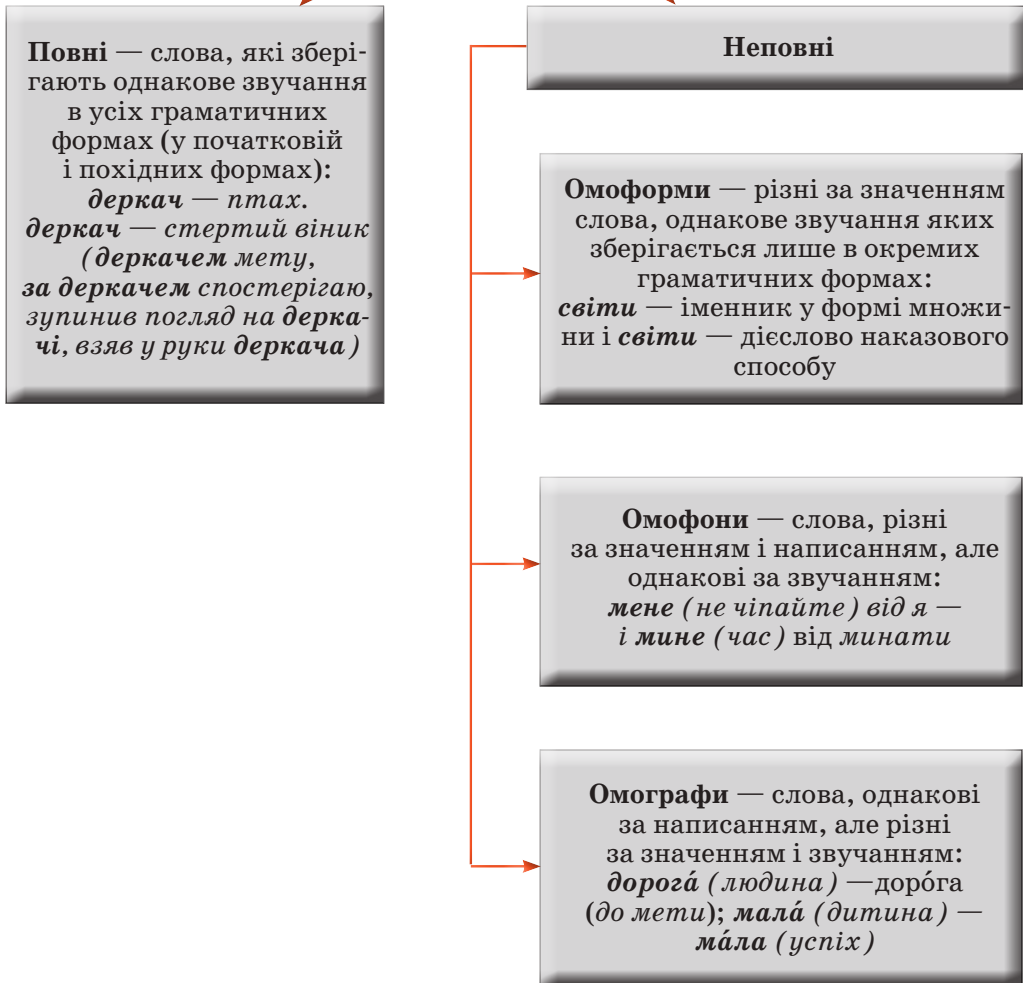 Повні — слова, які збері-
гають однакове звучання
в усіх граматичних
формах (у початковій
і похідних формах):
деркач — птах.
деркач — стертий віник
(деркачем мету,
за деркачем спостерігаю,
зупинив погляд на дерка-
чі, взяв у руки деркача)
Неповні
Омоформи — різні за значенням
слова, однакове звучання яких
зберігається лише в окремих
граматичних формах:
світи — іменник у формі множи-
ни і світи — дієслово наказового
способу
Омофони — слова, різні
за значенням і написанням, але
однакові за звучанням:
мене (не чіпайте) від я —
і мине (час) від минати
Омографи — слова, однакові
за написанням, але різні
за значенням і звучанням:
дорога́ (людина) —доро́га
(до мети); мала́ (дитина) —
ма́ла (успіх)